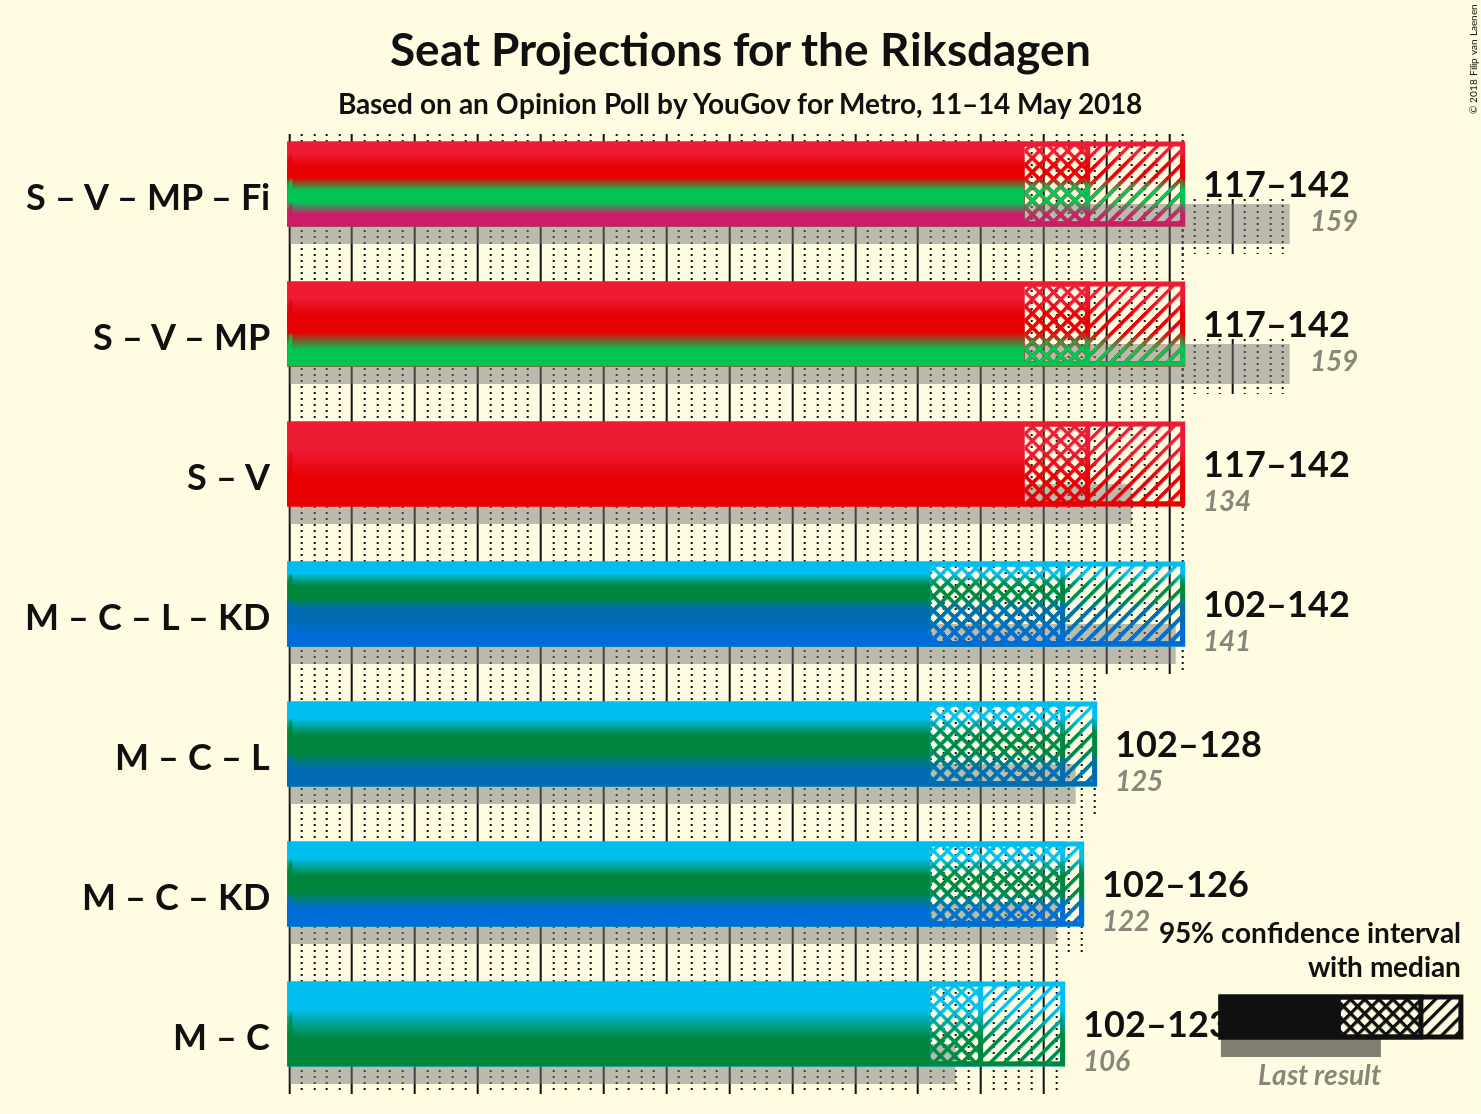 Seat Projections for the Riksdagen
Based on an Opinion Poll by YouGov for Metro, 11–14 May 2018
© 2018 Filip van Laenen
S – V – MP – Fi
117–142
159
S – V – MP
117–142
159
S – V
117–142
134
M – C – L – KD
102–142
141
M – C – L
102–128
125
M – C – KD
102–126
122
95% confidence interval
with median
M – C
102–123
106
Last result